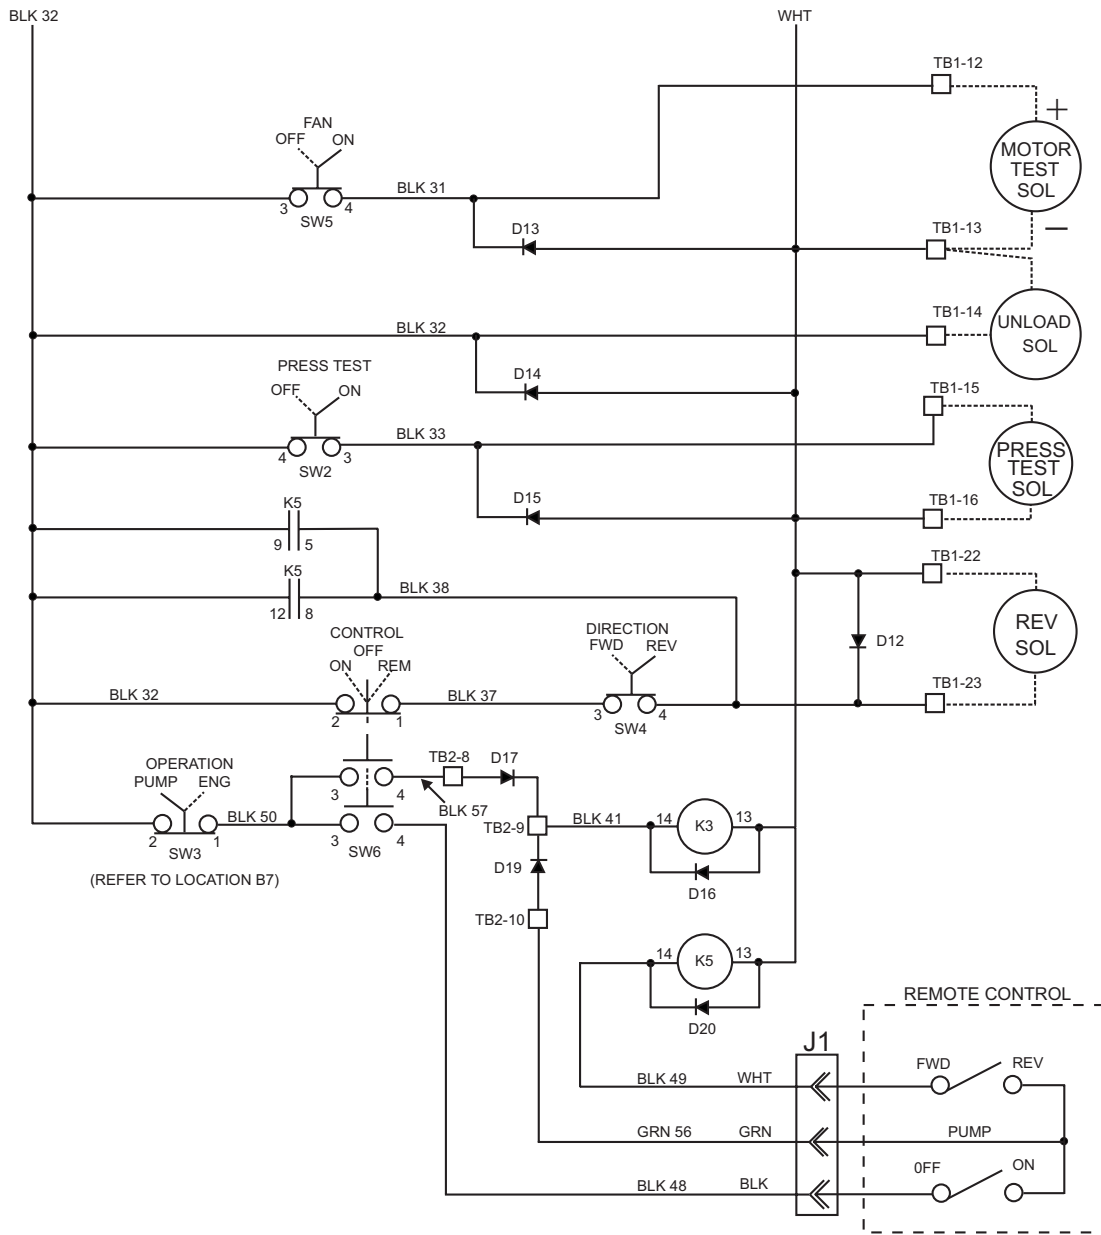 BLK 32
WHT
TB1-12
+
FAN
OFF
ON
MOTOR
TEST
SOL
BLK 31
3
4
SW5
D13
TB1-13
—
BLK 32
TB1-14
UNLOAD
SOL
PRESS TEST
OFF
ON
D14
TB1-15
BLK 33
4
3
SW2
PRESS
TEST
SOL
D15
TB1-16
K5
9
5
TB1-22
K5
BLK 38
12
8
CONTROL
OFF
ON
REM
DIRECTION
FWD
REV
REV
SOL
D12
BLK 32
BLK 37
TB1-23
2
1
3
4
SW4
OPERATION
PUMP
ENG
TB2-8
D17
3
4
BLK 57
BLK 50
2
1
SW3
3
4
SW6
TB2-9
BLK 41
14
K3
13
(REFER TO LOCATION B7)
D19
D16
TB2-10
14
K5
13
D20
REMOTE CONTROL
J1
FWD
REV
BLK 49
WHT
GRN 56
GRN
PUMP
0FF
ON
BLK 48
BLK